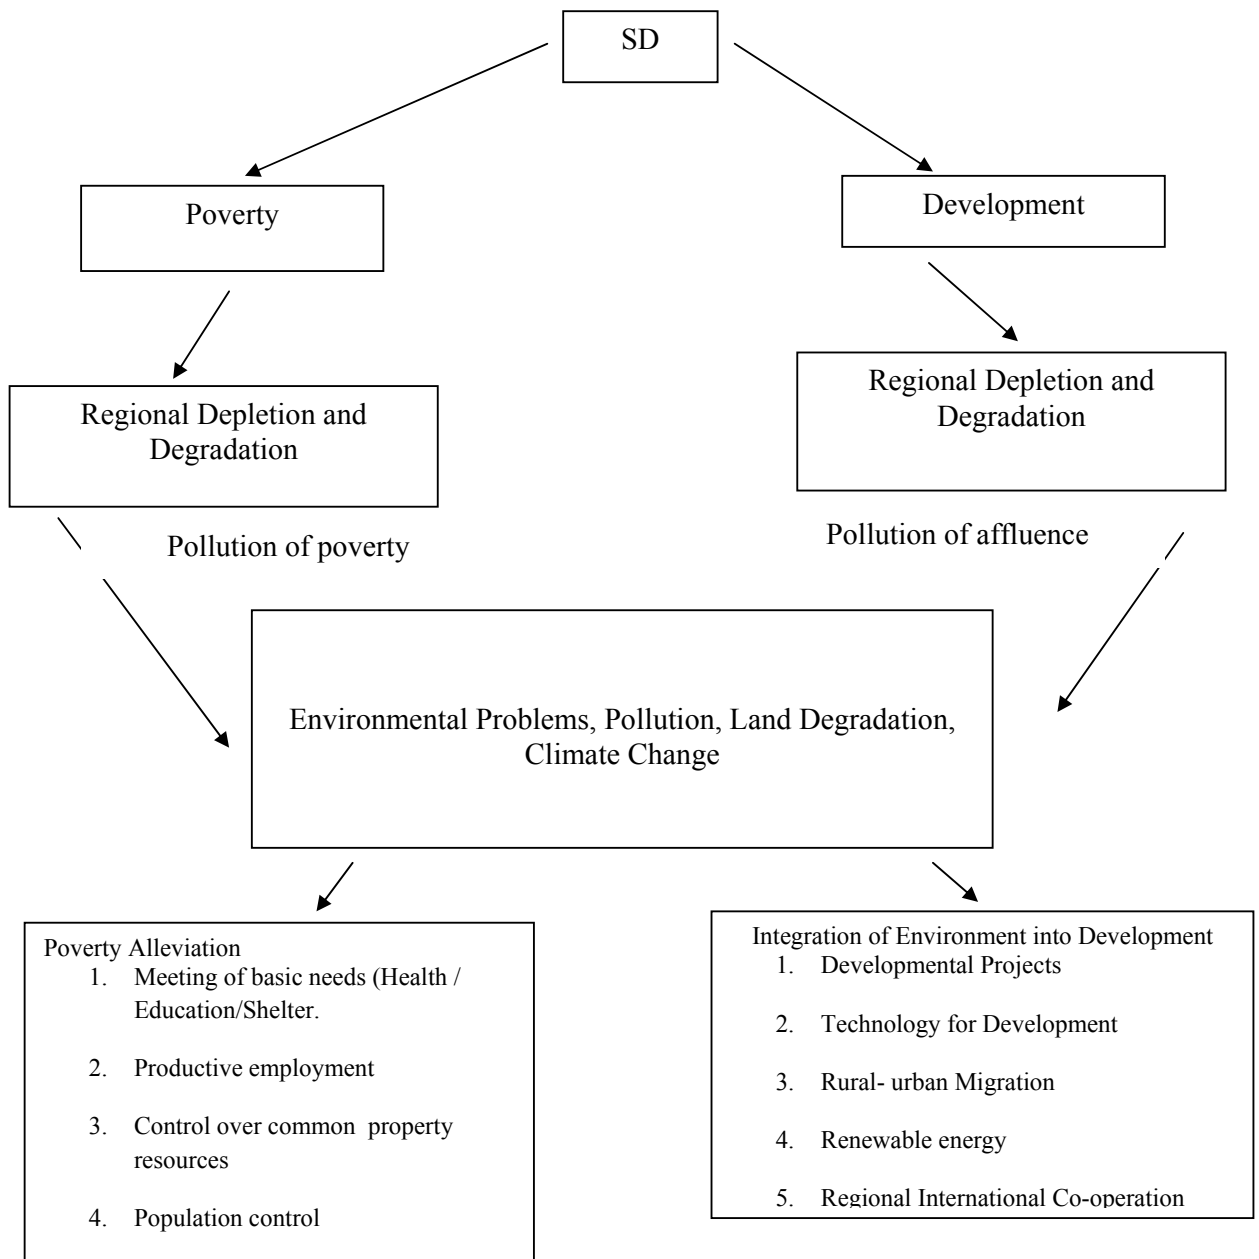 SD
Poverty
Development
Regional Depletion and
Degradation
Regional Depletion and
Degradation
Pollution of poverty
Pollution of affluence
Environmental Problems, Pollution, Land Degradation,
Climate Change
Poverty Alleviation
1. Meeting of basic needs (Health /
Education/Shelter.
2. Productive employment
3. Control over common property
resources
4. Population control
Integration of Environment into Development
1. Developmental Projects
2. Technology for Development
3. Rural- urban Migration
4. Renewable energy
5. Regional International Co-operation